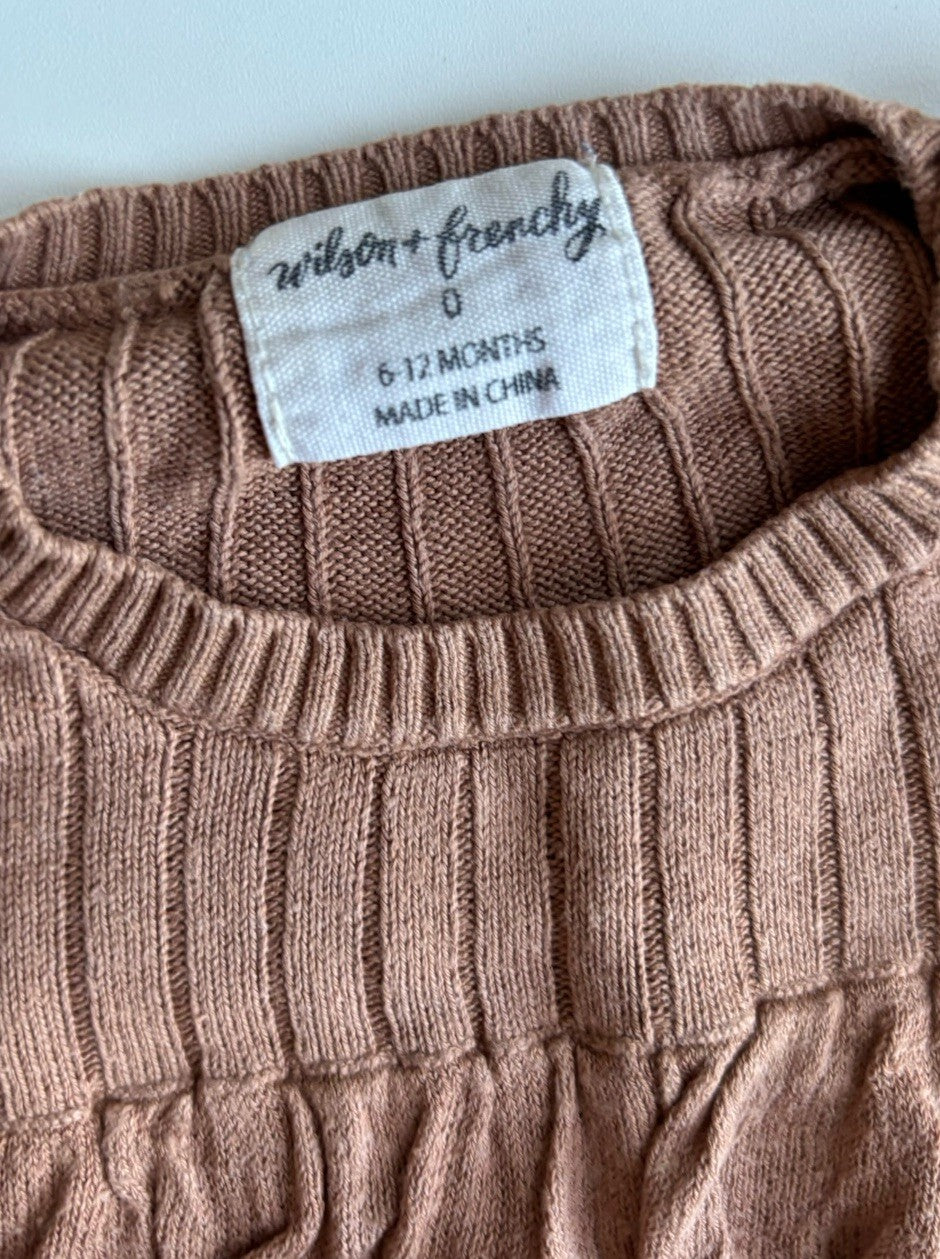 wilson + frenchy
0
6-12 MONTHS
MADE IN CHINA